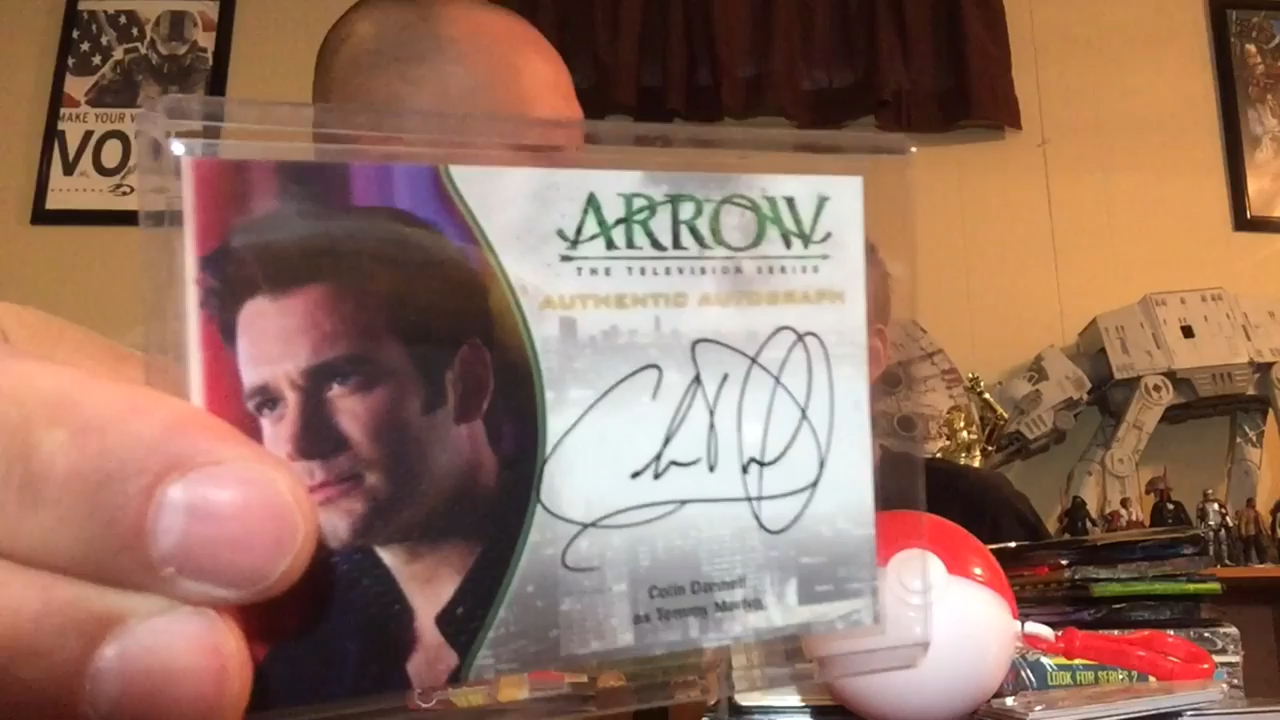 MAKE YOUR V
VO
ARROW
THE TELEVISION SERIES
AUTHENTIC AUTOGRAPH
Colin Donnell
as Tommy Merlyn
LOOK FOR SERIES 2